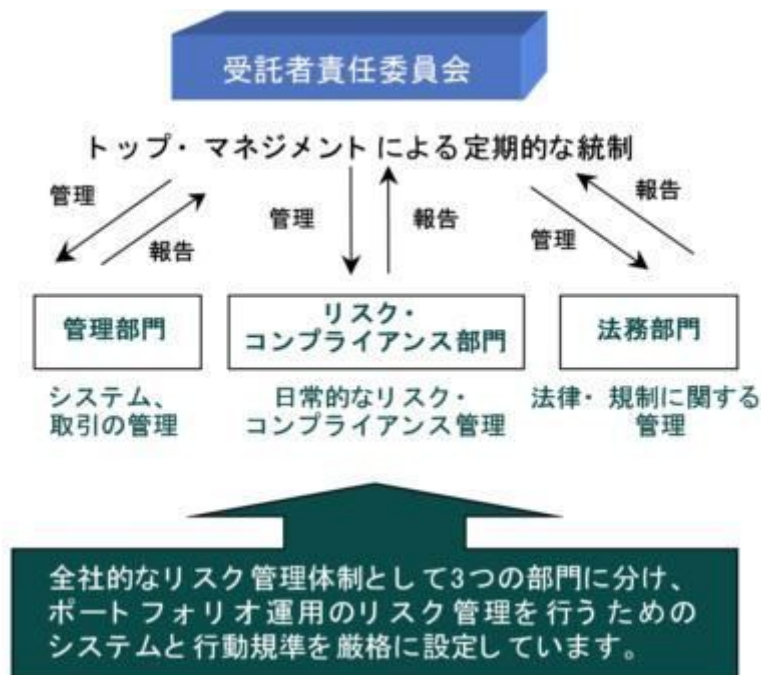 受託者責任委員会
トップ・マネジメントによる定期的な統制
管理
報告
管理
報告
管理
報告
管理部門
リスク・
コンプライアンス部門
法務部門
システム、
取引の管理
日常的なリスク・
コンプライアンス管理
法律・規制に関する
管理
全社的なリスク管理体制として3つの部門に分け、
ポートフォリオ運用のリスク管理を行うための
システムと行動規準を厳格に設定しています。